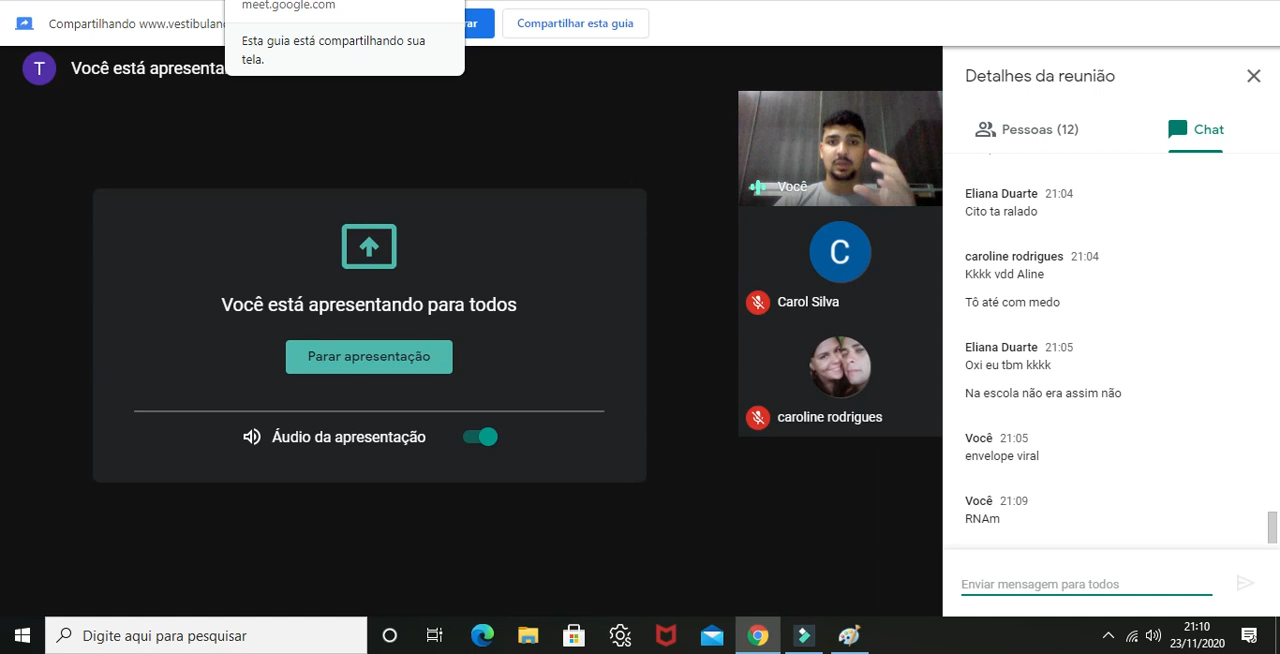 meet.google.com
Compartilhando www.vestibulan
rar
Compartilhar esta guia
Esta guia está compartilhando sua
tela.
T
Você está apresenta
Você está apresentando para todos
Parar apresentação
Áudio da apresentação
Você
C
Carol Silva
caroline rodrigues
Detalhes da reunião
Pessoas (12)
Chat
Eliana Duarte 21:04
Cito ta ralado
caroline rodrigues 21:04
Kkkk vdd Aline
Tô até com medo
Eliana Duarte 21:05
Oxi eu tbm kkkk
Na escola não era assim não
Você 21:05
envelope viral
Você 21:09
RNAm
Enviar mensagem para todos
Digite aqui para pesquisar
21:10
23/11/2020